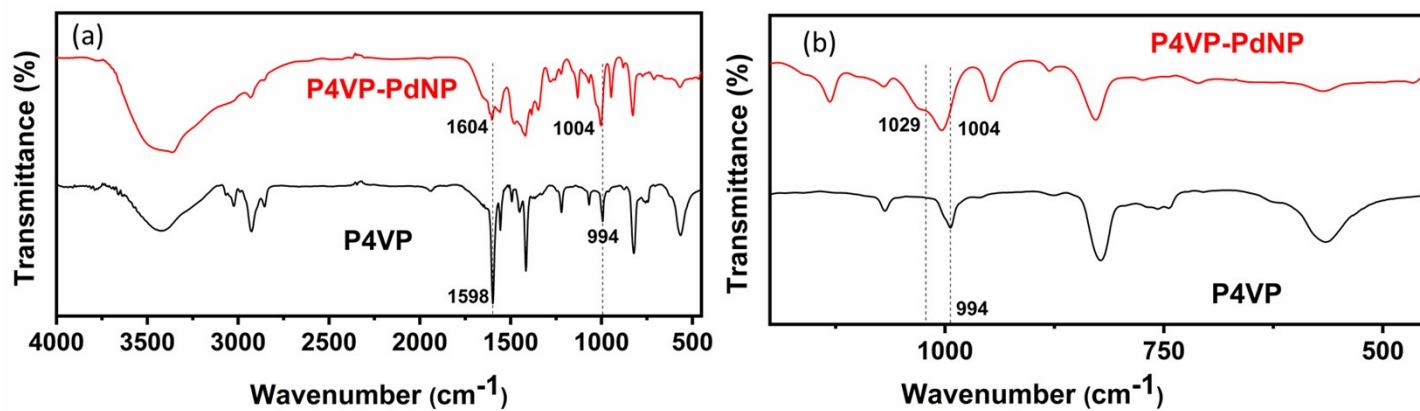 (a)
P4VP-PdNP
1604
1004
P4VP
994
1598
Transmittance (%)
4000 3500 3000 2500 2000 1500 1000 500
Wavenumber (cm-1)
(b)
P4VP-PdNP
1029
1004
P4VP
994
Transmittance (%)
1000 750 500
Wavenumber (cm-1)